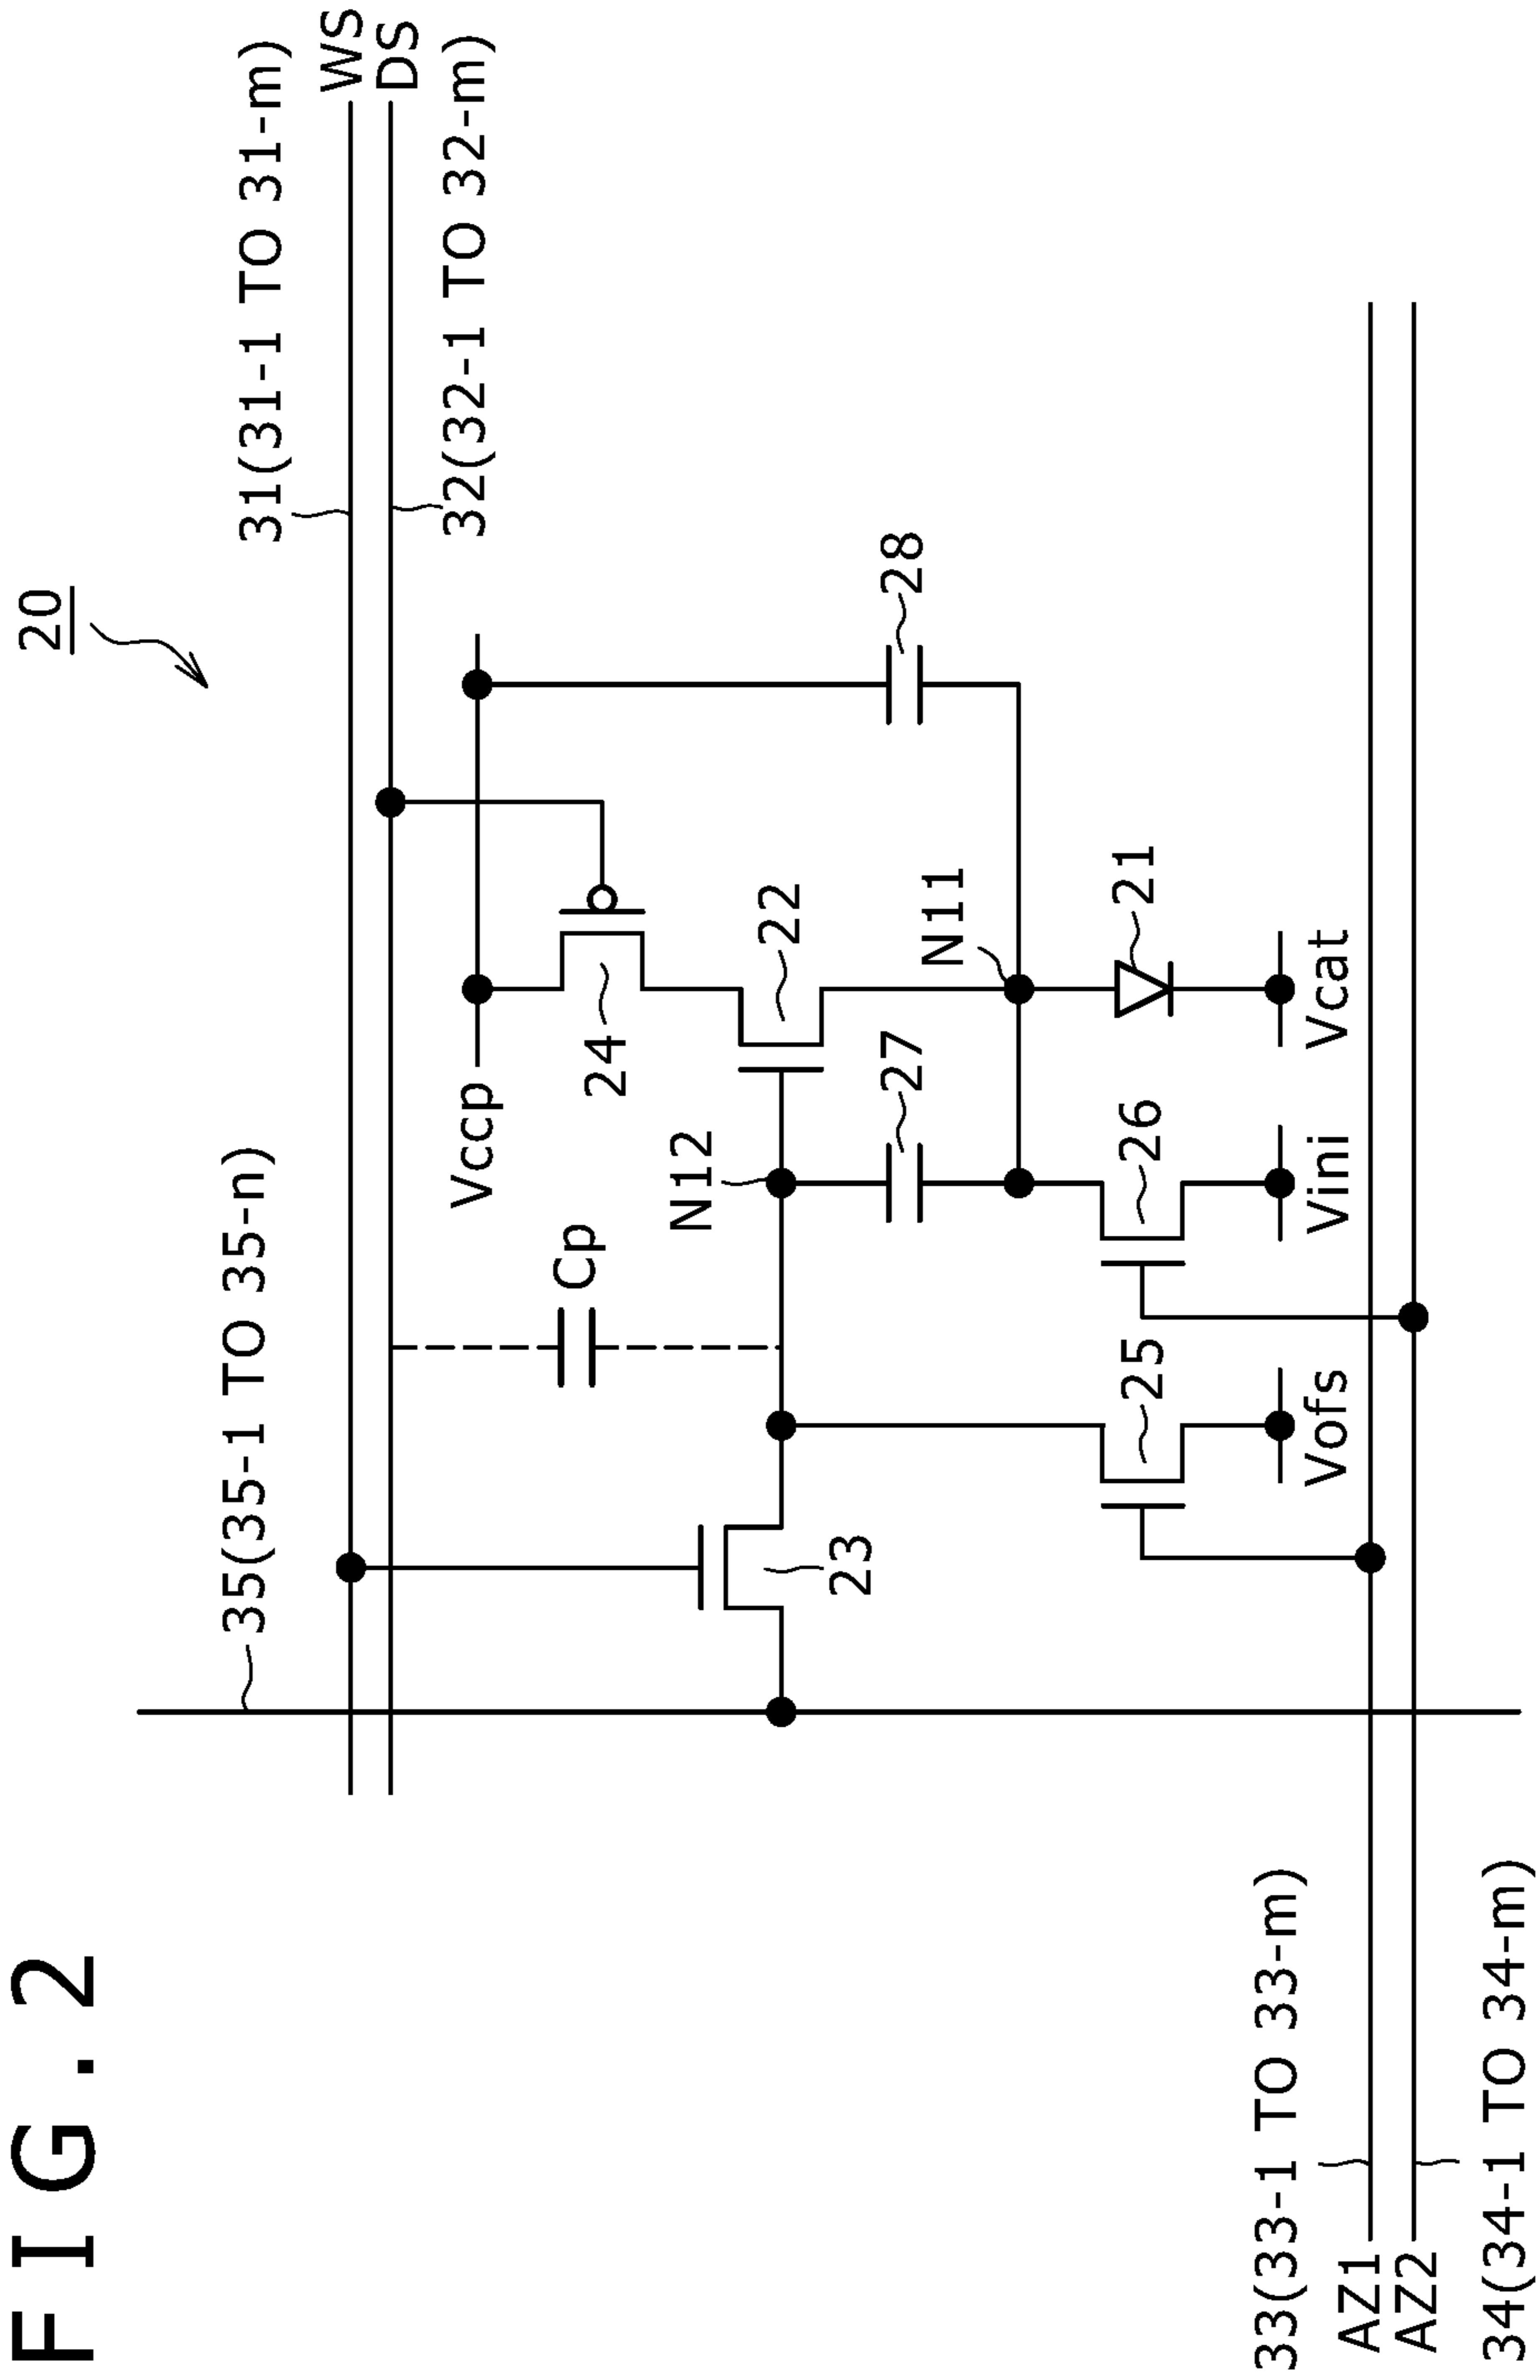 FIG.2
20
35(35-1 TO 35-n)
31(31-1 TO 31-m)
WS
DS
32(32-1 TO 32-m)
Vccp
Cp
24
N12
22
23
27
28
N11
25
26
21
Vofs
Vini
Vcat
33(33-1 TO 33-m)
AZ1
AZ2
34(34-1 TO 34-m)